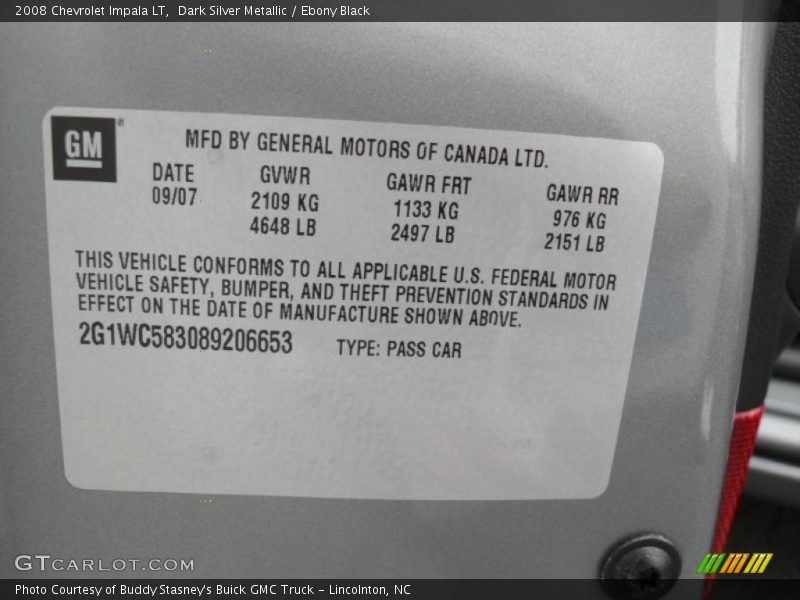 2008 Chevrolet Impala LT,  Dark Silver Metallic / Ebony Black
GM®
MFD BY GENERAL MOTORS OF CANADA LTD.
DATE GVWR GAWR FRT GAWR RR
09/07 2109 KG 1133 KG 976 KG
4648 LB 2497 LB 2151 LB
THIS VEHICLE CONFORMS TO ALL APPLICABLE U.S. FEDERAL MOTOR
VEHICLE SAFETY, BUMPER, AND THEFT PREVENTION STANDARDS IN
EFFECT ON THE DATE OF MANUFACTURE SHOWN ABOVE.
2G1WC583089206653 TYPE: PASS CAR
GTCARLOT.COM
Photo Courtesy of Buddy Stasney's Buick GMC Truck - Lincolnton, NC